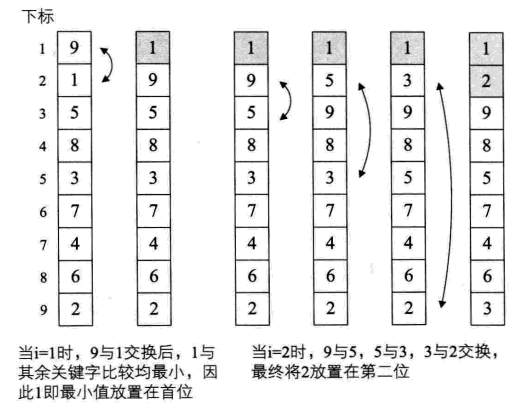 下标
1 9 1 1 1 1 1
2 1 9 9 5 3 2
3 5 5 5 9 9 9
4 8 8 8 8 8 8
5 3 3 3 3 5 5
6 7 7 7 7 7 7
7 4 4 4 4 4 4
8 6 6 6 6 6 6
9 2 2 2 2 2 3
当i=1时，9与1交换后，1与
其余关键字比较均最小，因
此1即最小值放置在首位
当i=2时，9与5，5与3，3与2交换，
最终将2放置在第二位